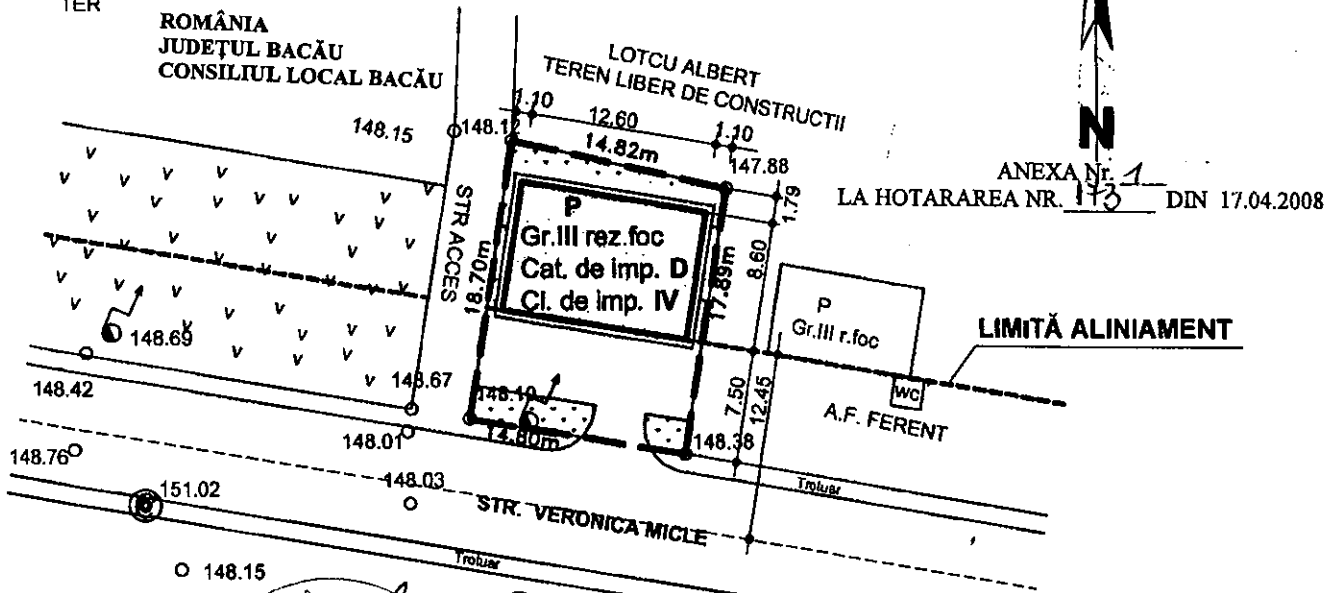 TER
ROMÂNIA
JUDEŢUL BACĂU
CONSILIUL LOCAL BACĂU
LOTCU ALBERT
TEREN LIBER DE CONSTRUCTII
N
ANEXA Nr. 1
LA HOTARAREA NR. 173 DIN 17.04.2008
1.10
12.60
1.10
148.15
148.12
14.82m
147.88
1.79
STR ACCES
18.70m
P
Gr.III rez.foc
Cat. de imp. D
Cl. de imp. IV
17.89m
8.60
P
Gr.III r.foc
LIMITĂ ALINIAMENT
148.69
148.42
148.67
148.10
7.50
12.45
WC
A.F. FERENT
148.01
14.80m
148.38
148.76
151.02
148.03
Trotuar
STR. VERONICA MICLE
Trotuar
148.15